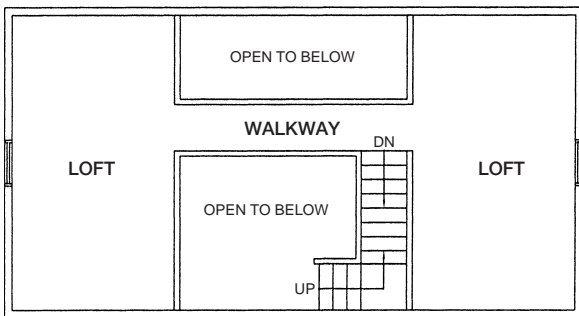 OPEN TO BELOW
WALKWAY
DN
LOFT
LOFT
OPEN TO BELOW
UP